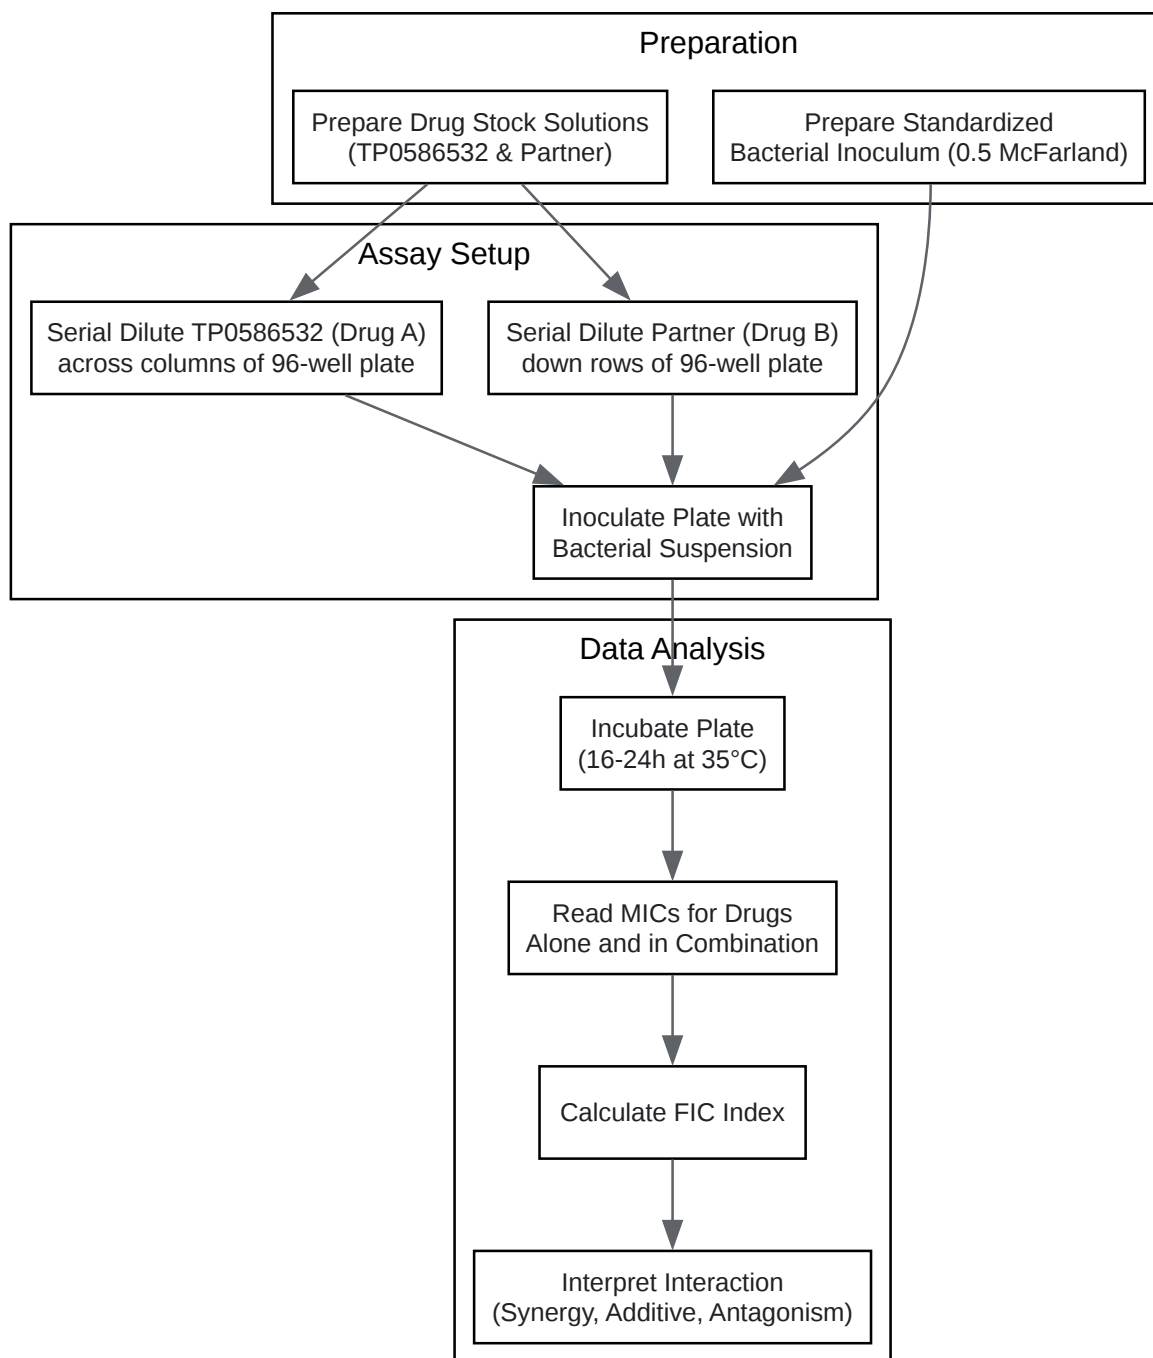 Preparation
Prepare Drug Stock Solutions
(TP0586532 & Partner)
Prepare Standardized
Bacterial Inoculum (0.5 McFarland)
Assay Setup
Serial Dilute TP0586532 (Drug A)
across columns of 96-well plate
Serial Dilute Partner (Drug B)
down rows of 96-well plate
Inoculate Plate with
Bacterial Suspension
Data Analysis
Incubate Plate
(16-24h at 35°C)
Read MICs for Drugs
Alone and in Combination
Calculate FIC Index
Interpret Interaction
(Synergy, Additive, Antagonism)